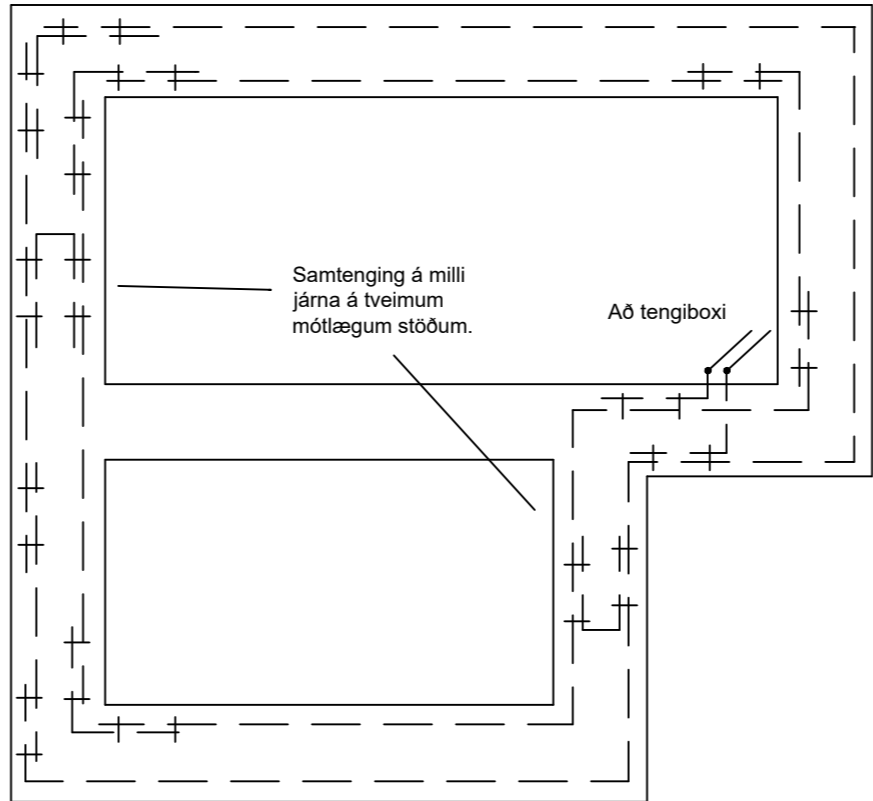 Samtenging á milli
járna á tveimum
mótlægum stöðum.
Að tengiboxi